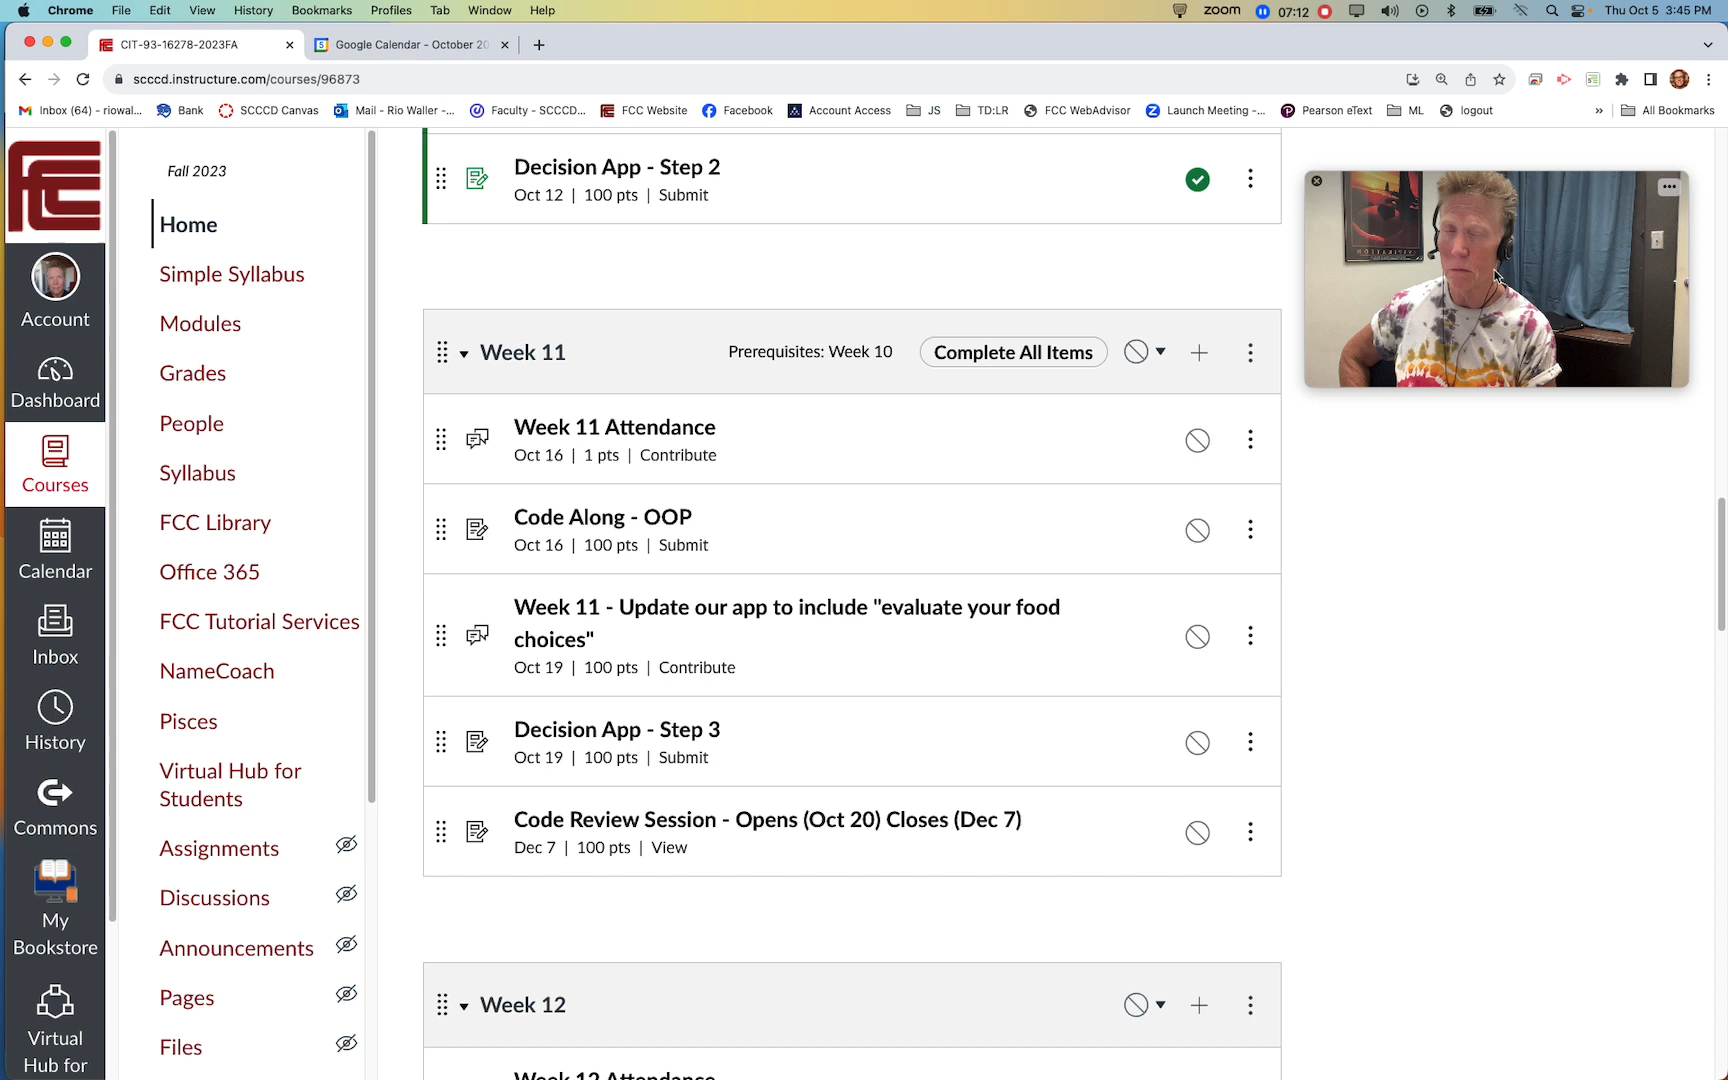 Chrome File Edit View History Bookmarks Profiles Tab Window Help zoom 07:12 Thu Oct 5 3:45 PM
CIT-93-16278-2023FA Google Calendar - October 20
scccd.instructure.com/courses/96873
Inbox (64) - riowal... Bank SCCCD Canvas Mail - Rio Waller -... Faculty - SCCCD... FCC Website Facebook Account Access JS TD:LR FCC WebAdvisor Launch Meeting -... Pearson eText ML logout » All Bookmarks
Account
Dashboard
Courses
Calendar
Inbox
History
Commons
My
Bookstore
Virtual
Hub for
Fall 2023
Home
Simple Syllabus
Modules
Grades
People
Syllabus
FCC Library
Office 365
FCC Tutorial Services
NameCoach
Pisces
Virtual Hub for
Students
Assignments
Discussions
Announcements
Pages
Files
Decision App - Step 2
Oct 12 | 100 pts | Submit
Week 11 Prerequisites: Week 10 Complete All Items
Week 11 Attendance
Oct 16 | 1 pts | Contribute
Code Along - OOP
Oct 16 | 100 pts | Submit
Week 11 - Update our app to include "evaluate your food
choices"
Oct 19 | 100 pts | Contribute
Decision App - Step 3
Oct 19 | 100 pts | Submit
Code Review Session - Opens (Oct 20) Closes (Dec 7)
Dec 7 | 100 pts | View
Week 12
Week 12 Attendance